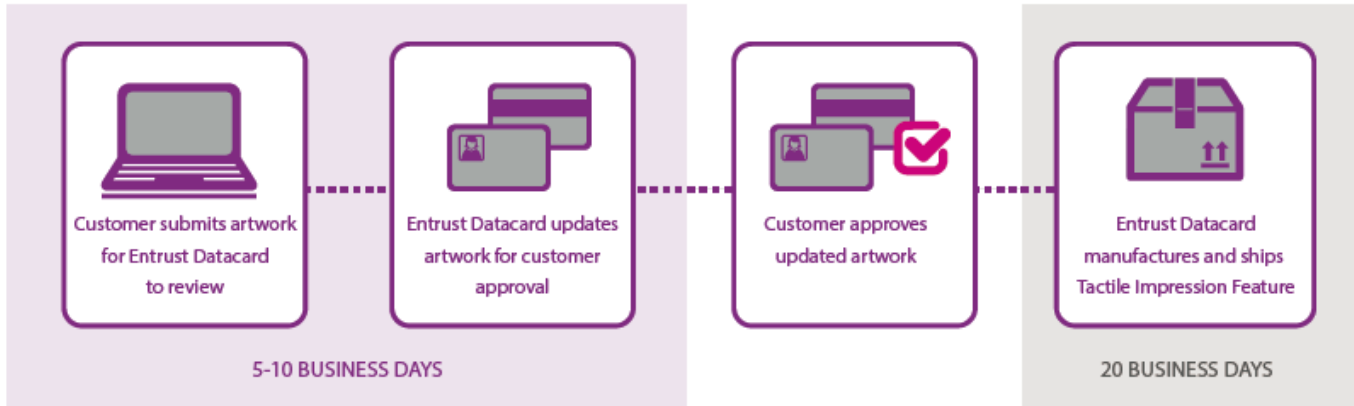 Customer submits artwork
for Entrust Datacard
to review
Entrust Datacard updates
artwork for customer
approval
Customer approves
updated artwork
Entrust Datacard
manufactures and ships
Tactile Impression Feature
5-10 BUSINESS DAYS
20 BUSINESS DAYS